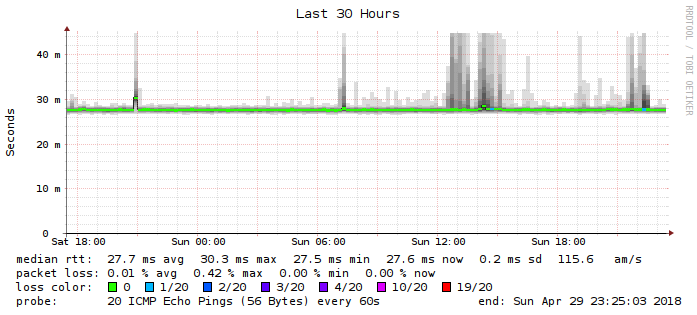 Last 30 Hours
RRDTOOL / TOBI OETIKER
Seconds
40 m
30 m
20 m
10 m
0
Sat 18:00 Sun 00:00 Sun 06:00 Sun 12:00 Sun 18:00
median rtt: 27.7 ms avg 30.3 ms max 27.5 ms min 27.6 ms now 0.2 ms sd 115.6 am/s
packet loss: 0.01 % avg 0.42 % max 0.00 % min 0.00 % now
loss color: 0 1/20 2/20 3/20 4/20 10/20 19/20
probe: 20 ICMP Echo Pings (56 Bytes) every 60s end: Sun Apr 29 23:25:03 2018